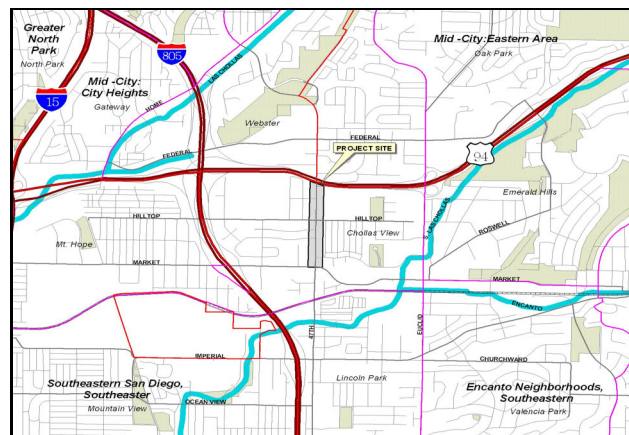 Greater
North
Park
North Park
805
Mid -City:Eastern Area
Oak Park
Mid -City:
City Heights
Gateway
15
HOME
LAS CHOLLAS
Webster
FEDERAL
FEDERAL
PROJECT SITE
94
Emerald Hills
HILLTOP
HILLTOP
Chollas View
S. LAS CHOLLAS
ROSWELL
Mt. Hope
MARKET
MARKET
ENCANTO
47TH
EUCLID
IMPERIAL
CHURCHWARD
Southeastern San Diego,
Southeaster
Mountain View
OCEAN VIEW
Lincoln Park
Encanto Neighborhoods,
Southeastern
Valencia Park